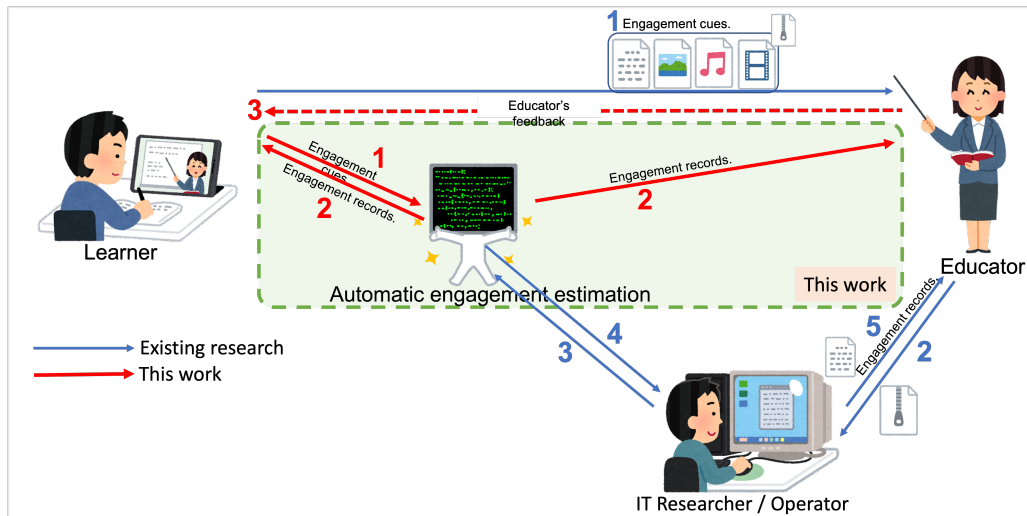 1 Engagement cues.
3
Educator's
feedback
1
Engagement
cues.
Engagement records.
2
Engagement records.
2
Learner
Educator
This work
Automatic engagement estimation
4
3
5
Engagement records.
2
Existing research
This work
IT Researcher / Operator